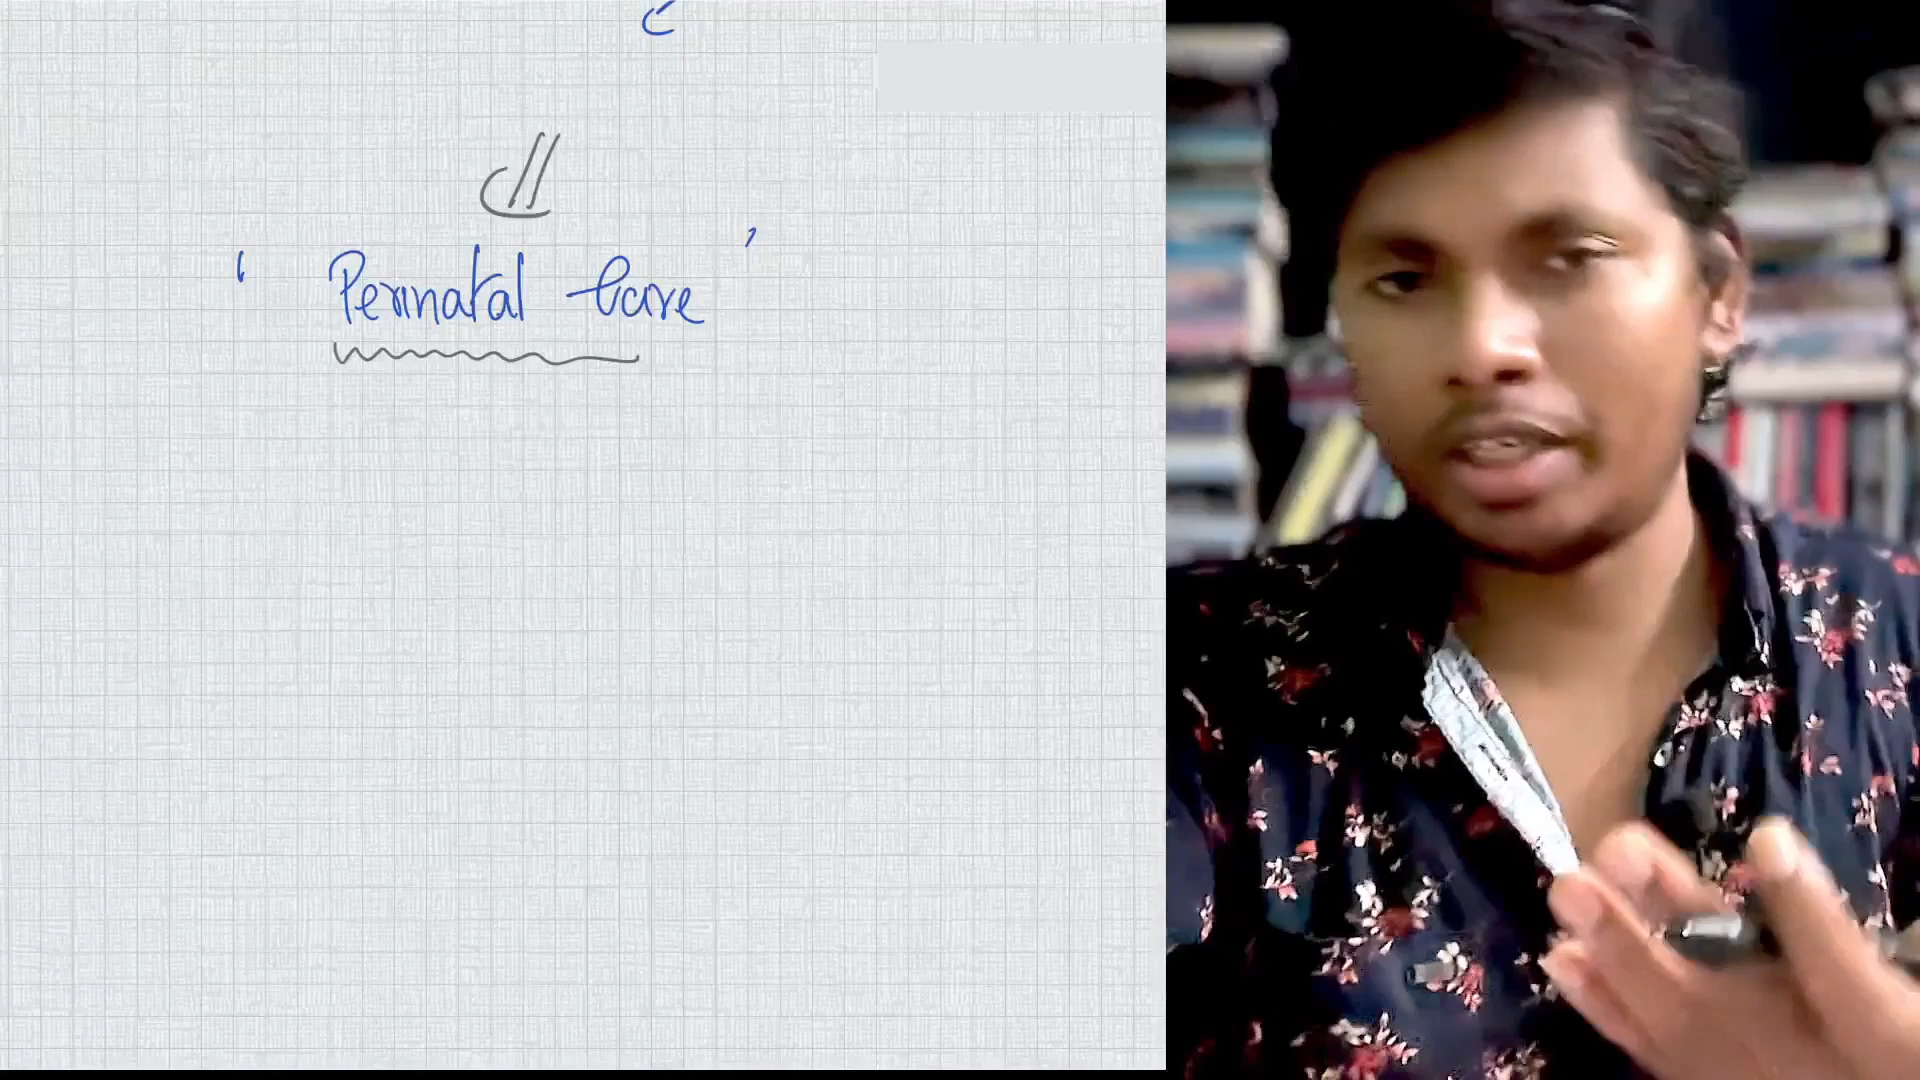 ‘ Perinatal Care ’